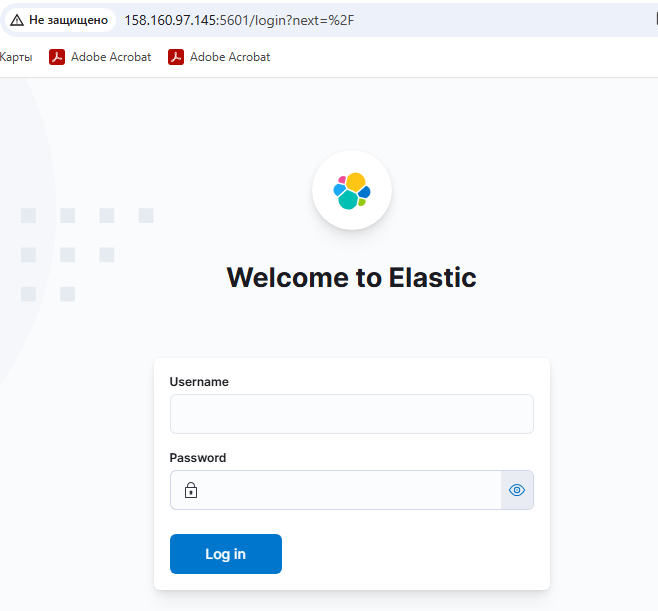 Не защищено 158.160.97.145:5601/login?next=%2F
Карты Adobe Acrobat Adobe Acrobat
Welcome to Elastic
Username
Password
Log in